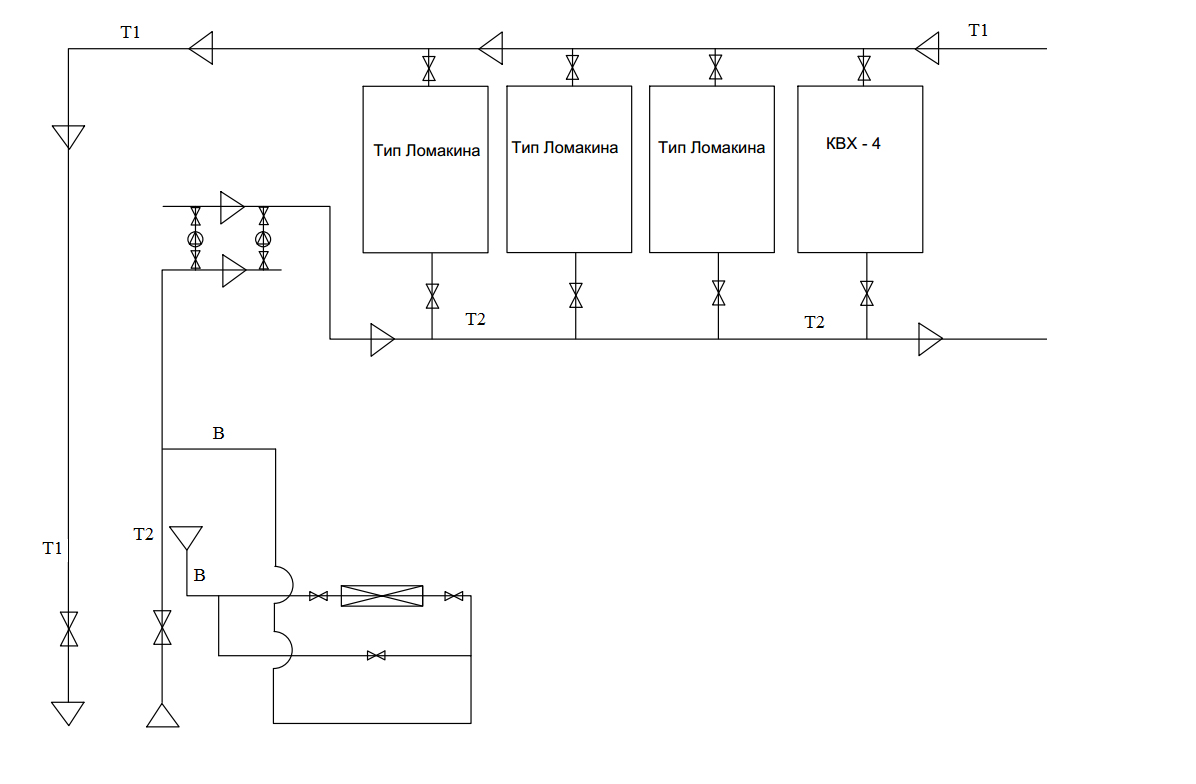 T1
T1
Тип Ломакина
Тип Ломакина
Тип Ломакина
КВХ - 4
T2
T2
В
T1
T2
В